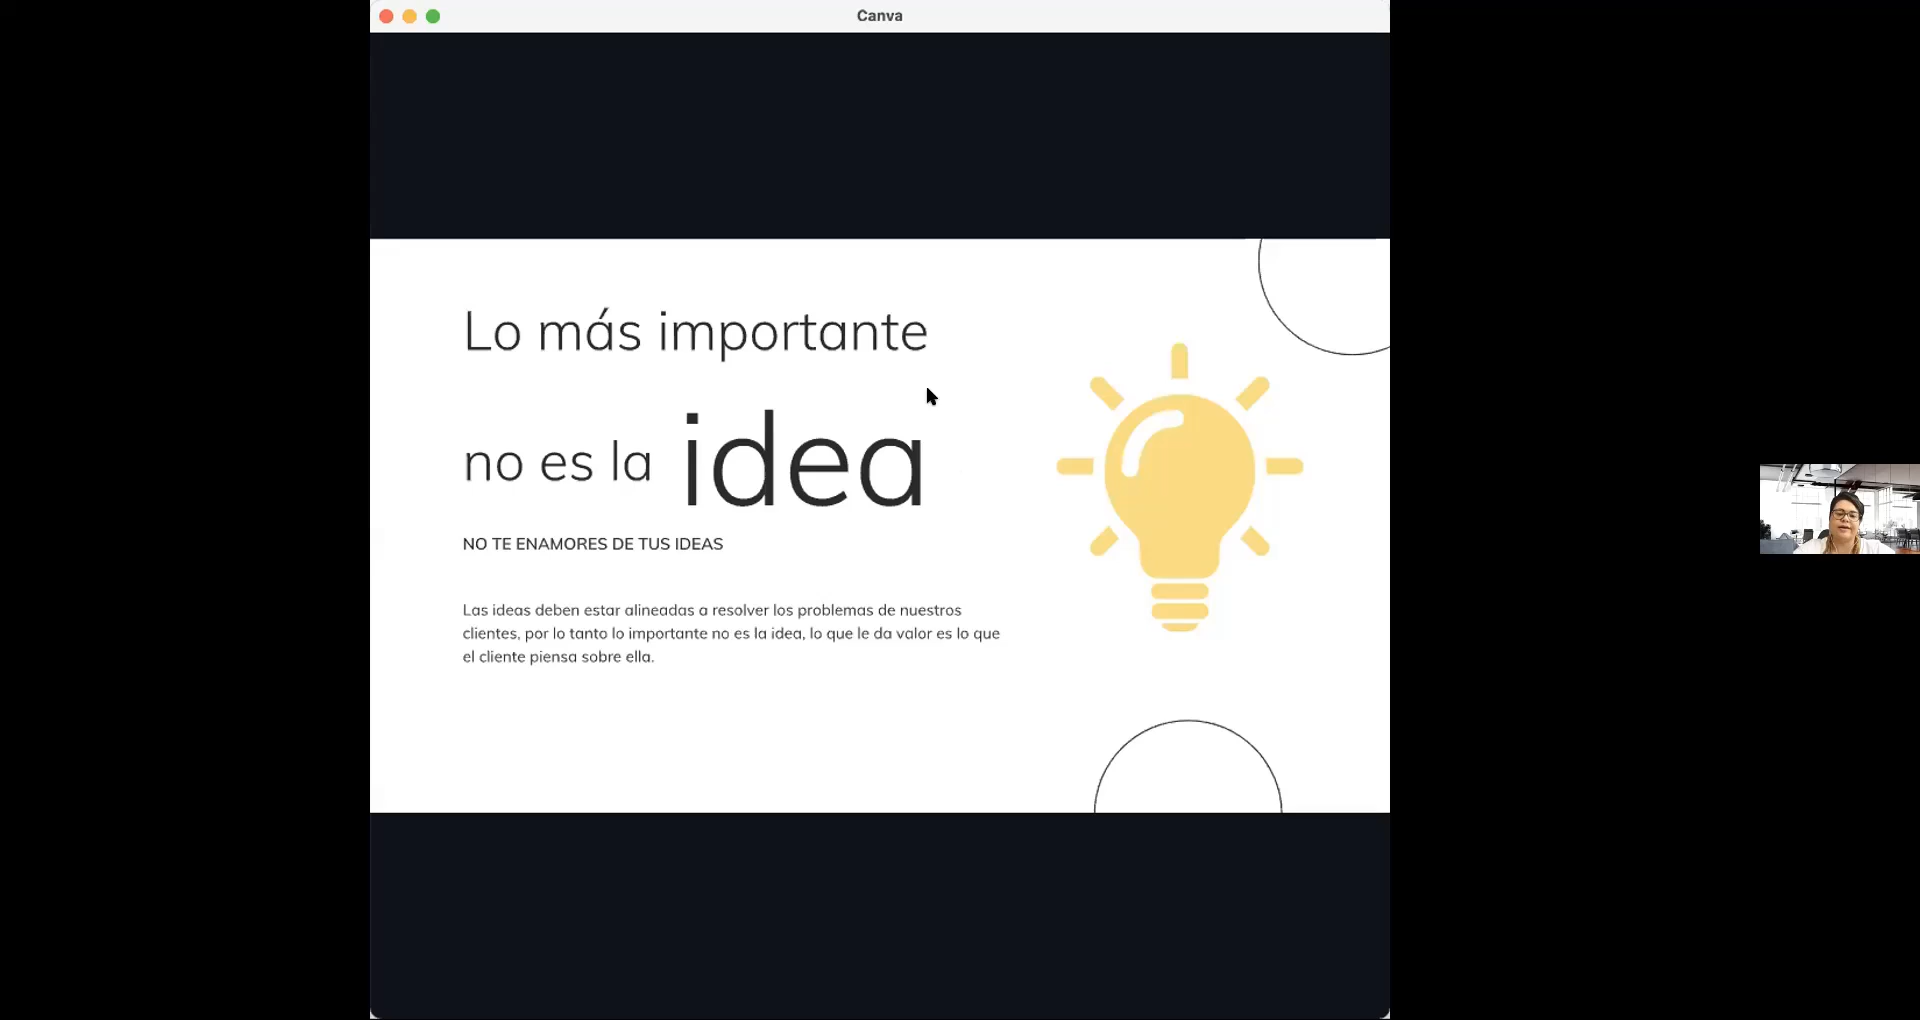 Canva
Lo más importante
no es la idea
NO TE ENAMORES DE TUS IDEAS
Las ideas deben estar alineadas a resolver los problemas de nuestros
clientes, por lo tanto lo importante no es la idea, lo que le da valor es lo que
el cliente piensa sobre ella.